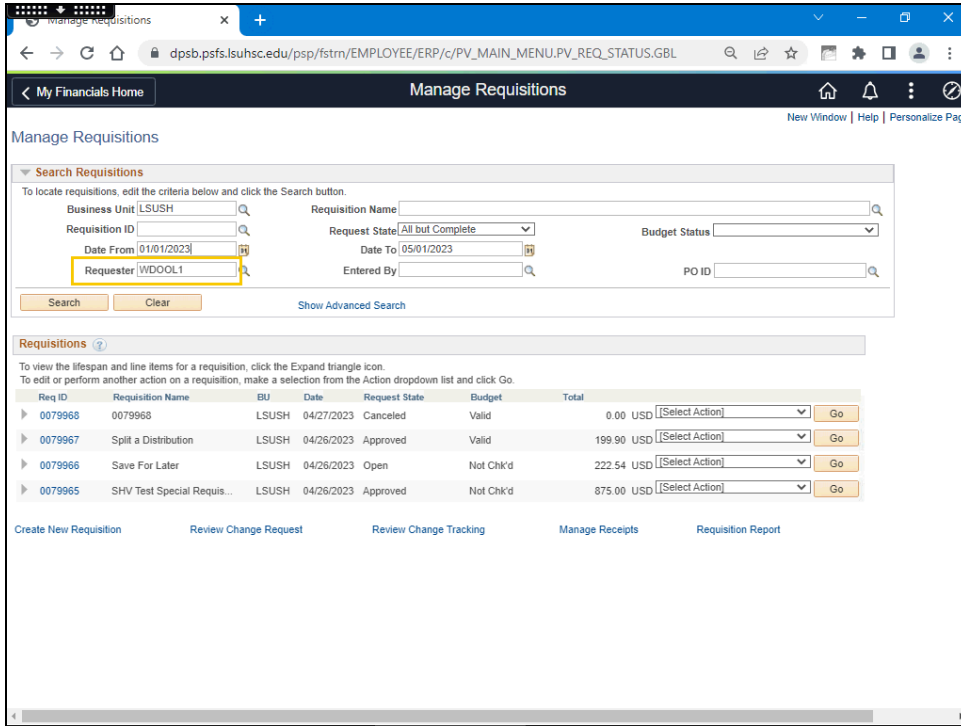 Manage Requisitions
dpsb.psfs.lsuhsc.edu/psp/fstrn/EMPLOYEE/ERP/c/PV_MAIN_MENU.PV_REQ_STATUS.GBL
My Financials Home Manage Requisitions
New Window | Help | Personalize Pag
Manage Requisitions
Search Requisitions
To locate requisitions, edit the criteria below and click the Search button.
Business Unit LSUSH Requisition Name
Requisition ID Request State All but Complete Budget Status
Date From 01/01/2023 Date To 05/01/2023
Requester WDOOL1 Entered By PO ID
Search Clear Show Advanced Search
Requisitions ?
To view the lifespan and line items for a requisition, click the Expand triangle icon.
To edit or perform another action on a requisition, make a selection from the Action dropdown list and click Go.
Req ID Requisition Name BU Date Request State Budget Total
0079968 0079968 LSUSH 04/27/2023 Canceled Valid 0.00 USD [Select Action] Go
0079967 Split a Distribution LSUSH 04/26/2023 Approved Valid 199.90 USD [Select Action] Go
0079966 Save For Later LSUSH 04/26/2023 Open Not Chk'd 222.54 USD [Select Action] Go
0079965 SHV Test Special Requis... LSUSH 04/26/2023 Approved Not Chk'd 875.00 USD [Select Action] Go
Create New Requisition Review Change Request Review Change Tracking Manage Receipts Requisition Report